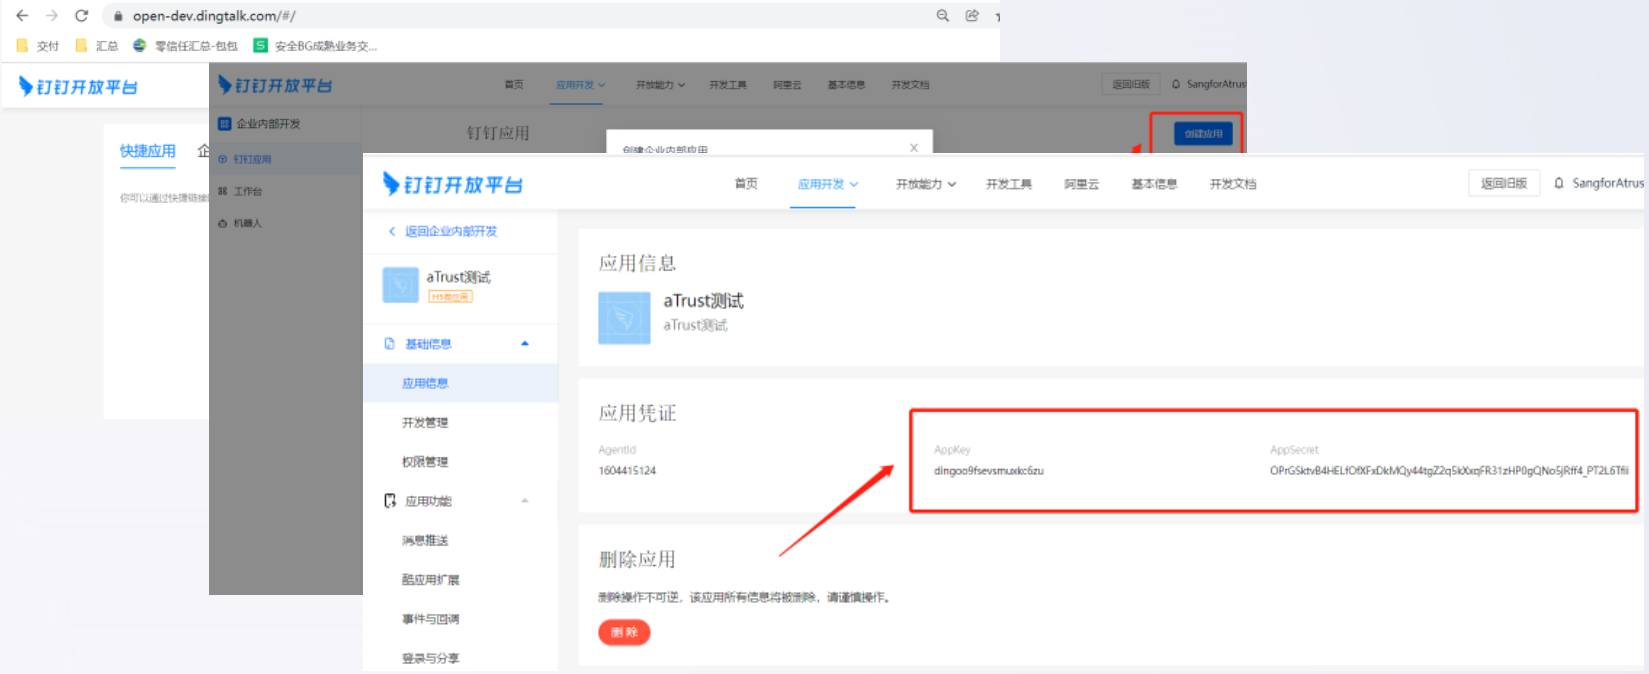 open-dev.dingtalk.com/#/
交付
汇总
零信任汇总-包包
安全BG成熟业务交...
钉钉开放平台
快捷应用
企
你可以通过快捷链接
钉钉开放平台
首页
应用开发
开放能力
开发工具
阿里云
基本信息
开发文档
返回旧版
SangforAtrus
企业内部开发
钉钉应用
工作台
机器人
钉钉应用
创建应用
创建企业内部应用
钉钉开放平台
首页
应用开发
开放能力
开发工具
阿里云
基本信息
开发文档
返回旧版
SangforAtrus
返回企业内部开发
aTrust测试
H5微应用
基础信息
应用信息
开发管理
权限管理
应用功能
消息推送
酷应用扩展
事件与回调
登录与分享
应用信息
aTrust测试
aTrust测试
应用凭证
AgentId
AppKey
AppSecret
1604415124
dingoo9fsevsmuxkc6zu
删除应用
删除操作不可逆，该应用所有信息将被删除，请谨慎操作。
删 除